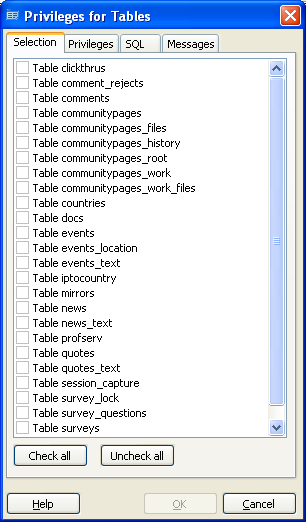 Privileges for Tables
Selection Privileges SQL Messages
Table clickthrus
Table comment_rejects
Table comments
Table communitypages
Table communitypages_files
Table communitypages_history
Table communitypages_root
Table communitypages_work
Table communitypages_work_files
Table countries
Table docs
Table events
Table events_location
Table events_text
Table iptocountry
Table mirrors
Table news
Table news_text
Table profserv
Table quotes
Table quotes_text
Table session_capture
Table survey_lock
Table survey_questions
Table surveys
Check all Uncheck all
Help OK Cancel